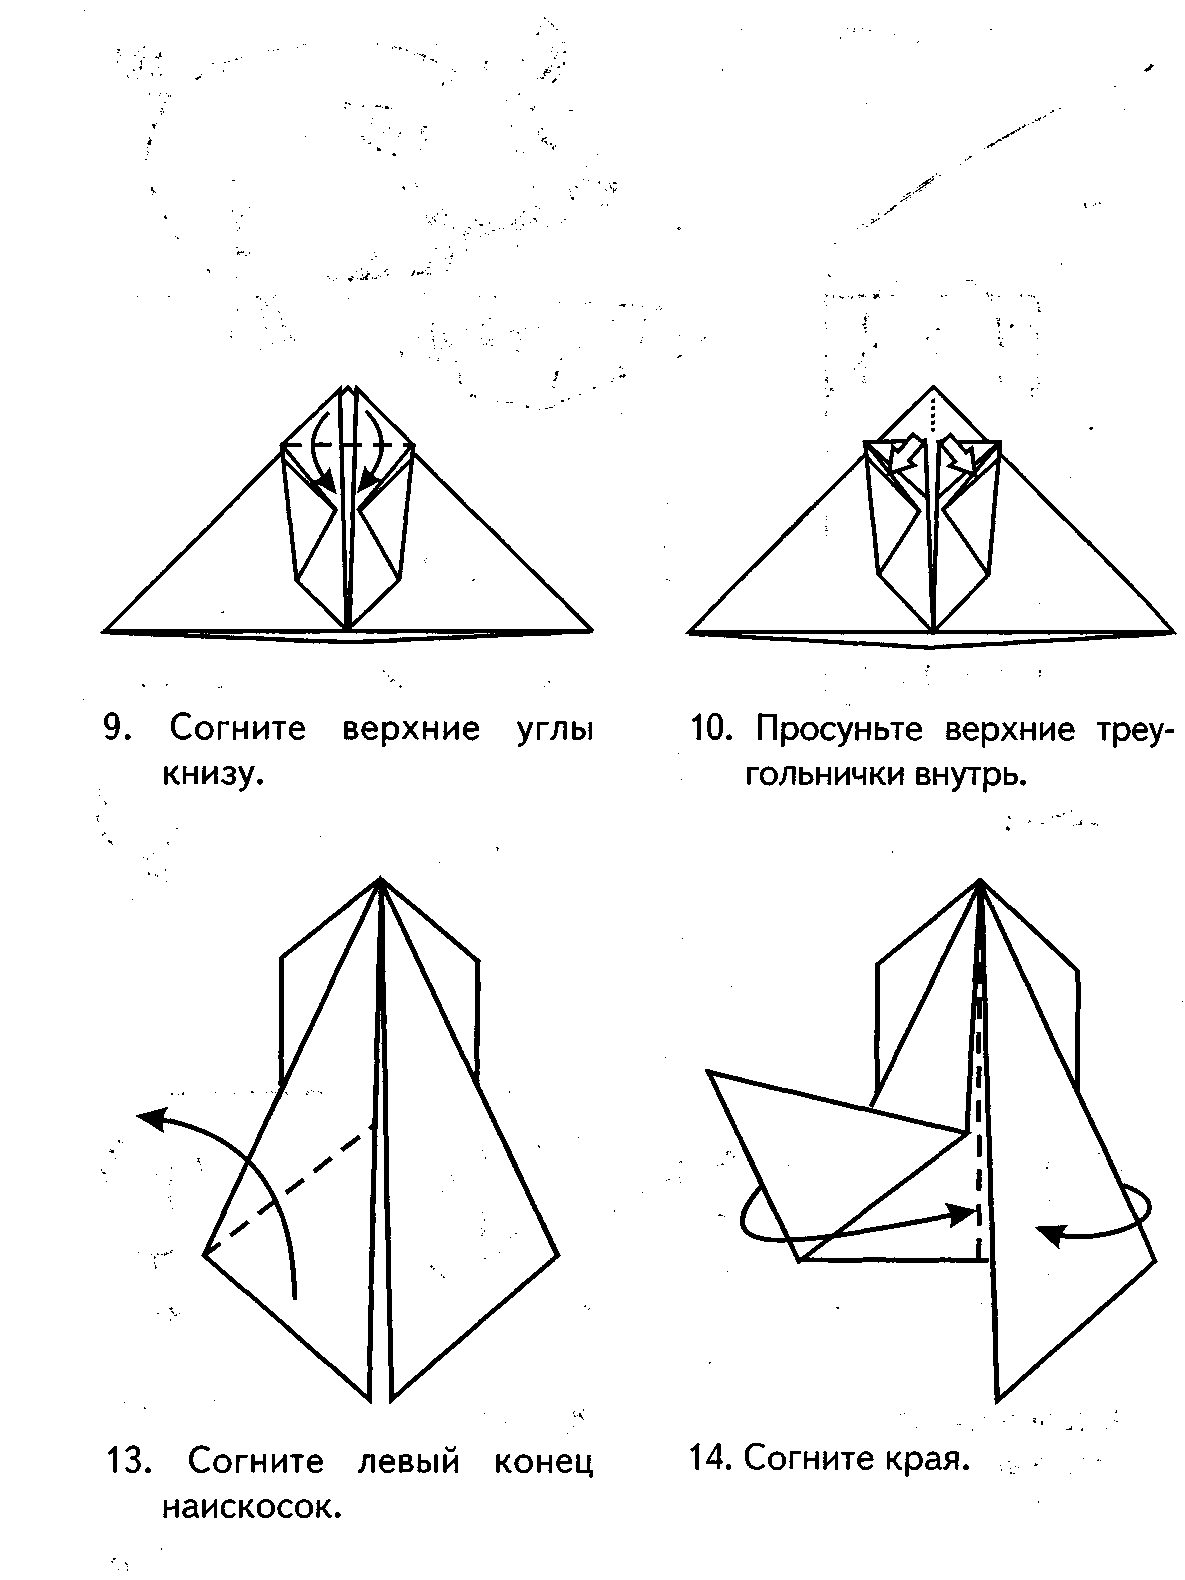 9. Согните верхние углы
книзу.
10. Просуньте верхние треу-
гольнички внутрь.
13. Согните левый конец
наискосок.
14. Согните края.